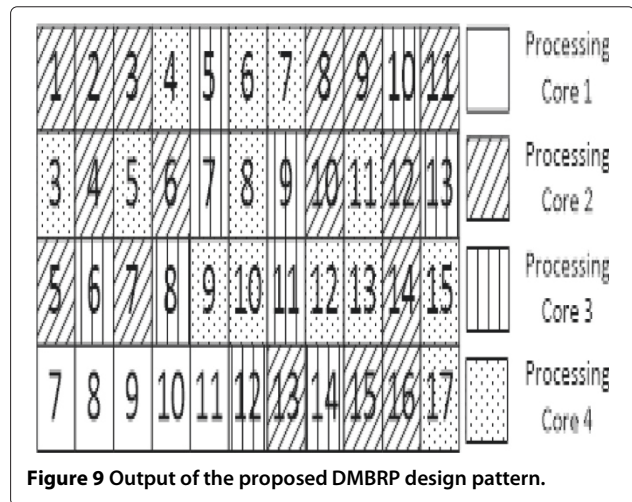 1 2 3 4 5 6 7 8 9 10 11
3 4 5 6 7 8 9 10 11 12 13
5 6 7 8 9 10 11 12 13 14 15
7 8 9 10 11 12 13 14 15 16 17
Processing
Core 1
Processing
Core 2
Processing
Core 3
Processing
Core 4
Figure 9 Output of the proposed DMBRP design pattern.